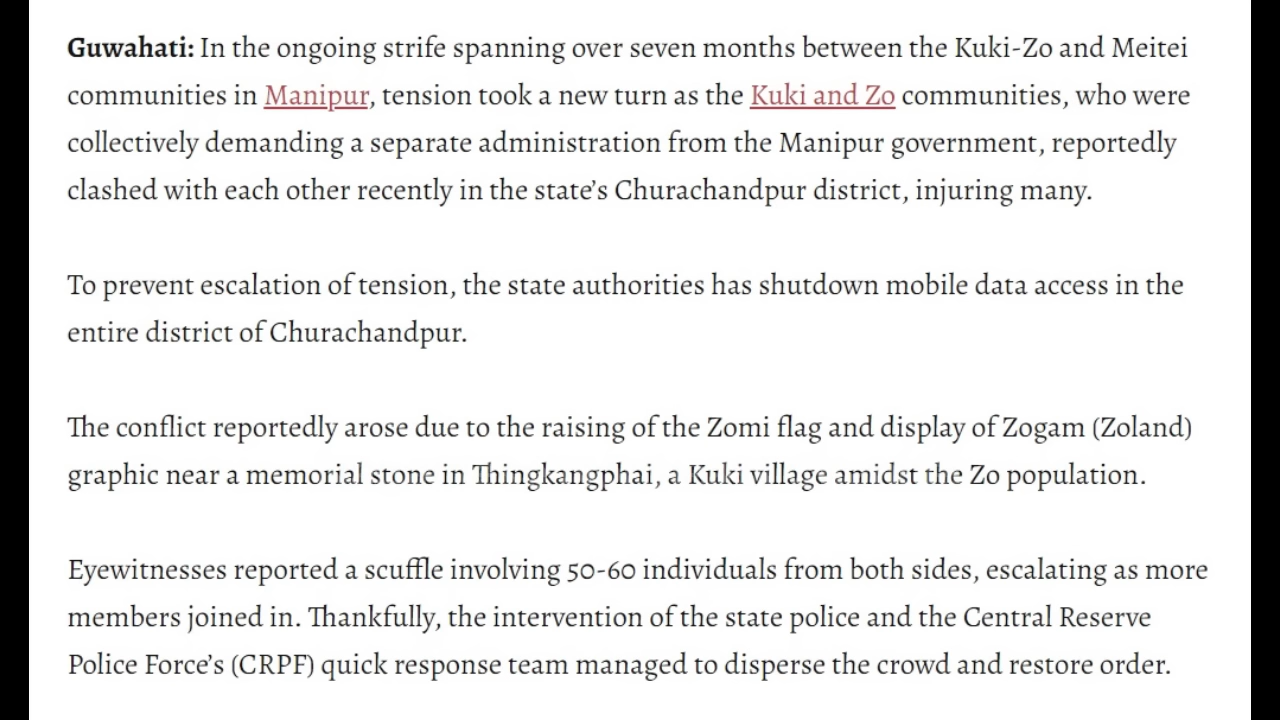 Guwahati: In the ongoing strife spanning over seven months between the Kuki-Zo and Meitei
communities in Manipur, tension took a new turn as the Kuki and Zo communities, who were
collectively demanding a separate administration from the Manipur government, reportedly
clashed with each other recently in the state’s Churachandpur district, injuring many.
To prevent escalation of tension, the state authorities has shutdown mobile data access in the
entire district of Churachandpur.
The conflict reportedly arose due to the raising of the Zomi flag and display of Zogam (Zoland)
graphic near a memorial stone in Thingkangphai, a Kuki village amidst the Zo population.
Eyewitnesses reported a scuffle involving 50-60 individuals from both sides, escalating as more
members joined in. Thankfully, the intervention of the state police and the Central Reserve
Police Force’s (CRPF) quick response team managed to disperse the crowd and restore order.